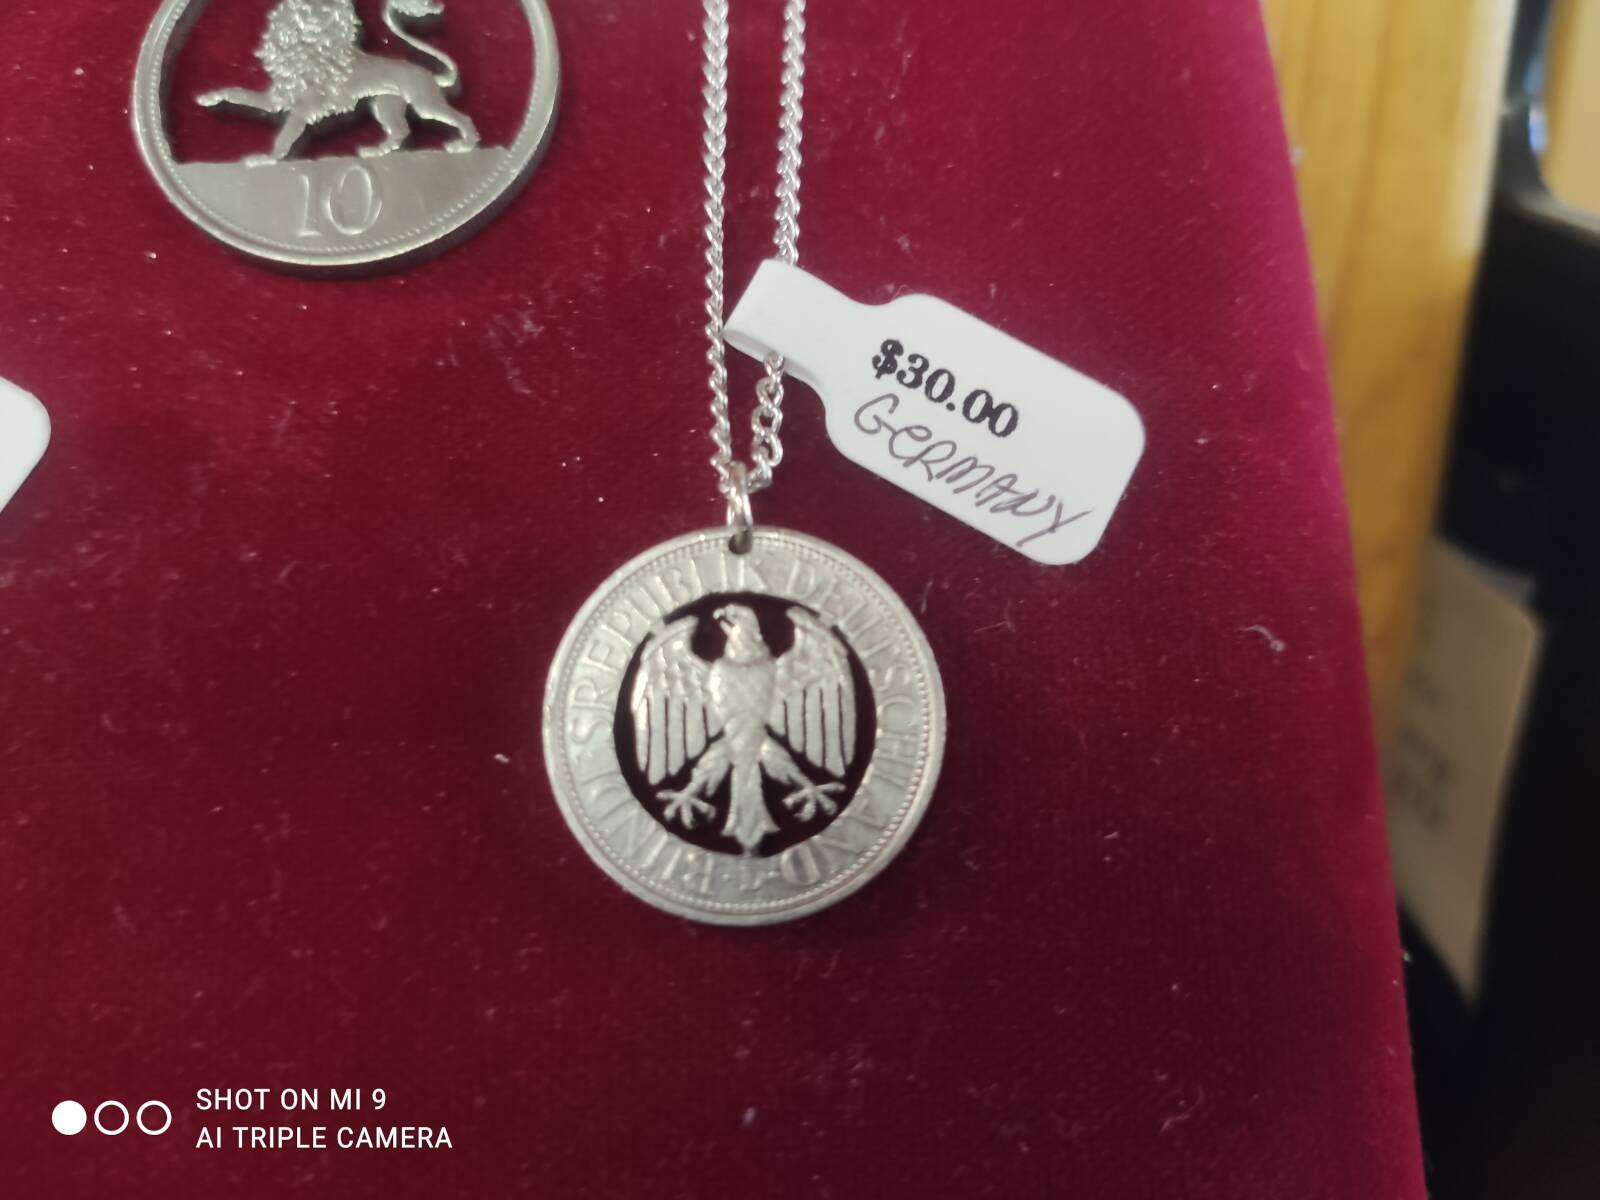 10
$30.00
GERMANY
BUNDESREPUBLIK DEUTSCHLAND
SHOT ON MI 9
AI TRIPLE CAMERA